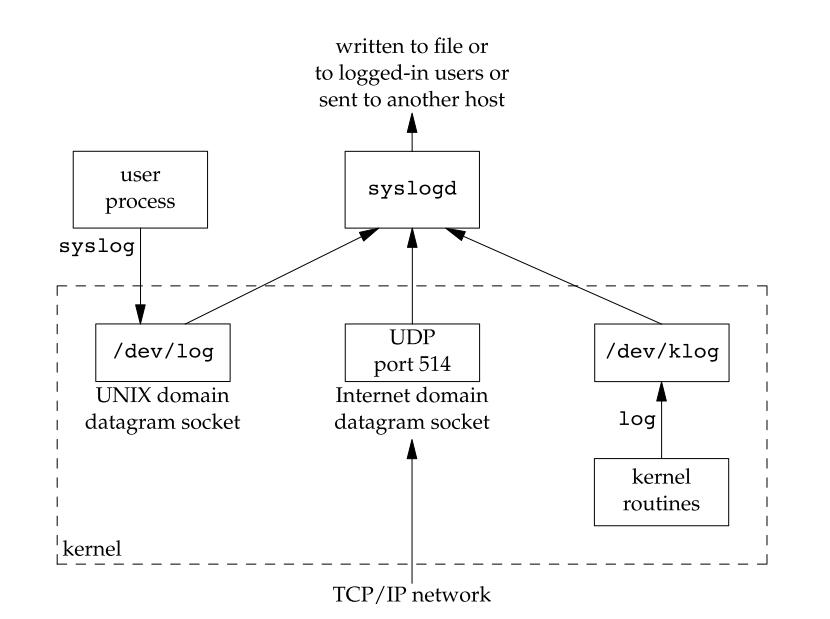 written to file or
to logged-in users or
sent to another host
user
process
syslogd
syslog
/dev/log
UNIX domain
datagram socket
UDP
port 514
Internet domain
datagram socket
/dev/klog
log
kernel
routines
kernel
TCP/IP network